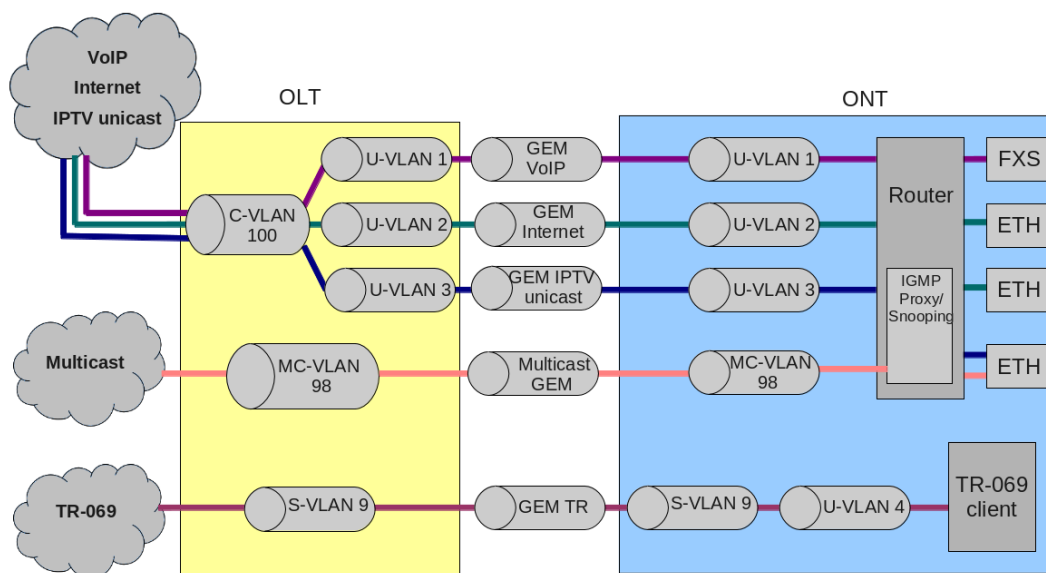 VoIP
Internet
IPTV unicast
OLT
ONT
U-VLAN 1
GEM
VoIP
U-VLAN 1
FXS
Router
C-VLAN
100
U-VLAN 2
GEM
Internet
U-VLAN 2
ETH
U-VLAN 3
GEM IPTV
unicast
U-VLAN 3
IGMP
Proxy/
Snooping
ETH
Multicast
MC-VLAN
98
Multicast
GEM
MC-VLAN
98
ETH
TR-069
S-VLAN 9
GEM TR
S-VLAN 9
U-VLAN 4
TR-069
client